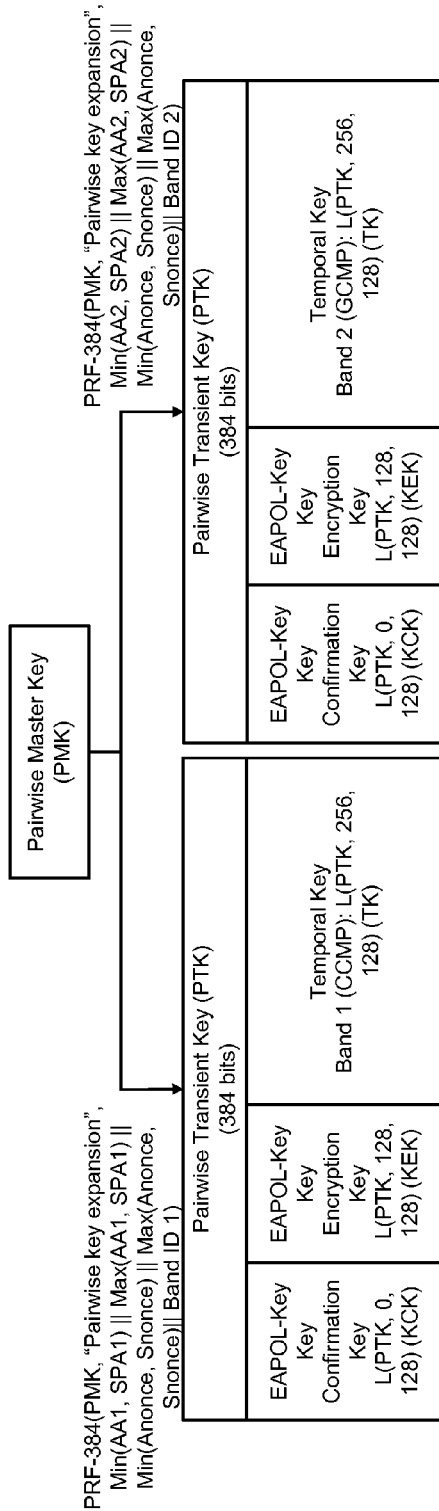 Pairwise Master Key
(PMK)
PRF-384(PMK, “Pairwise key expansion”,
Min(AA1, SPA1) || Max(AA1, SPA1) ||
Min(Anonce, Snonce) || Max(Anonce,
Snonce)|| Band ID 1)
PRF-384(PMK, “Pairwise key expansion”,
Min(AA2, SPA2) || Max(AA2, SPA2) ||
Min(Anonce, Snonce) || Max(Anonce,
Snonce)|| Band ID 2)
Pairwise Transient Key (PTK)
(384 bits)
EAPOL-Key
Key
Confirmation
Key
L(PTK, 0,
128) (KCK)
EAPOL-Key
Key
Encryption
Key
L(PTK, 128,
128) (KEK)
Temporal Key
Band 1 (CCMP): L(PTK, 256,
128) (TK)
Pairwise Transient Key (PTK)
(384 bits)
EAPOL-Key
Key
Confirmation
Key
L(PTK, 0,
128) (KCK)
EAPOL-Key
Key
Encryption
Key
L(PTK, 128,
128) (KEK)
Temporal Key
Band 2 (GCMP): L(PTK, 256,
128) (TK)